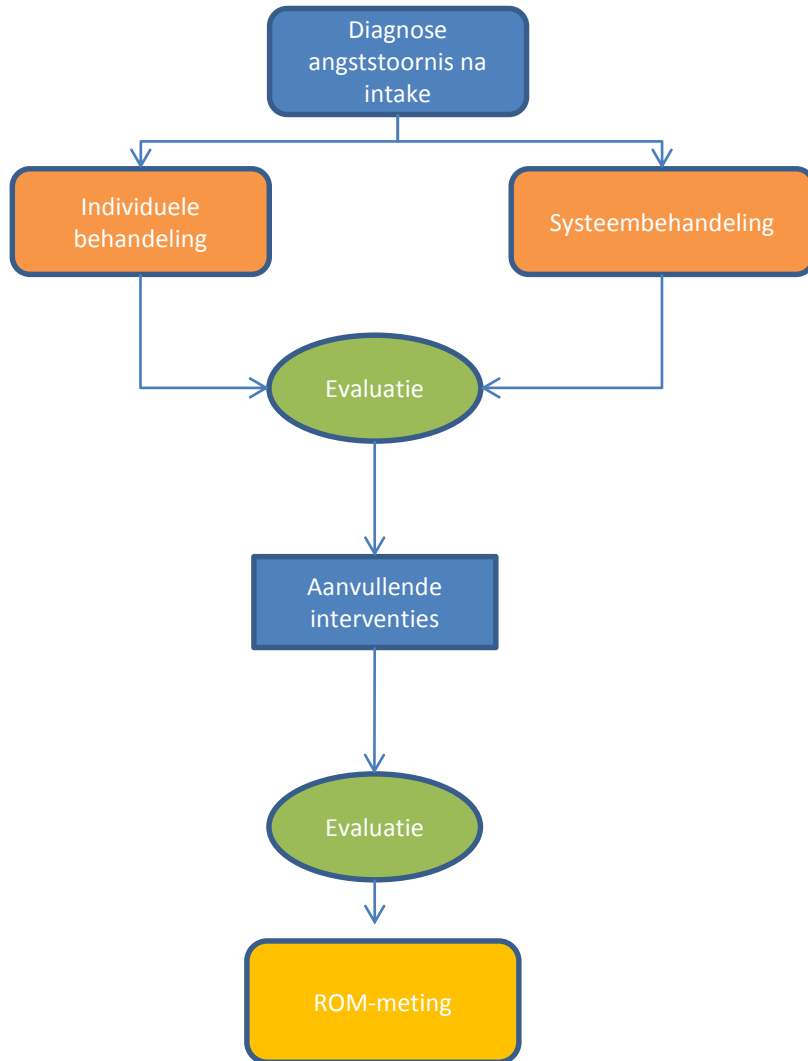 Diagnose
angststoornis na
intake
Individuele
behandeling
Systeembehandeling
Evaluatie
Aanvullende
interventies
Evaluatie
ROM-meting